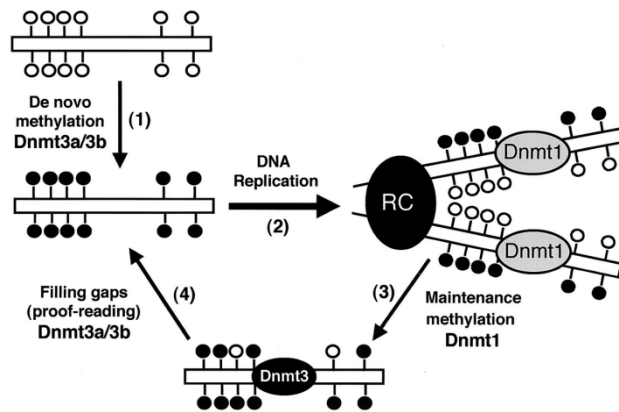 De novo
methylation
Dnmt3a/3b
(1)
DNA
Replication
(2)
RC
Dnmt1
Dnmt1
(3)
Maintenance
methylation
Dnmt1
(4)
Filling gaps
(proof-reading)
Dnmt3a/3b
Dnmt3